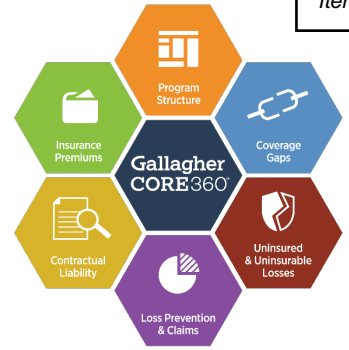 Program
Structure
Insurance
Premiums
Coverage
Gaps
Gallagher
CORE360®
Contractual
Liability
Uninsured
& Uninsurable
Losses
Loss Prevention
& Claims